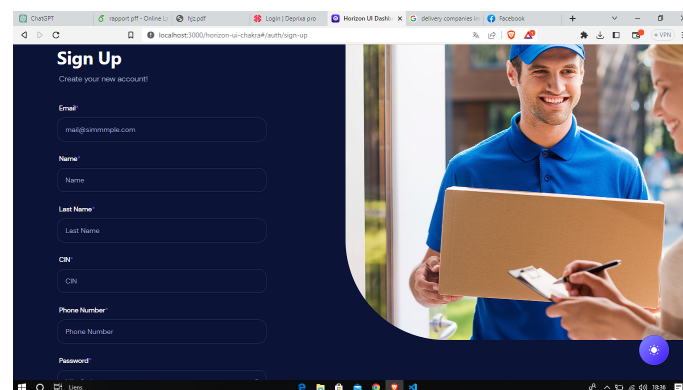 ChatGPT
rapport pff - Online L
hjz.pdf
Login | Deprixa pro
Horizon UI Dashb
delivery companies in
Facebook
localhost:3000/horizon-ui-chakra#/auth/sign-up
VPN
Sign Up
Create your new account!
Email*
mail@simmmple.com
Name*
Name
Last Name*
Last Name
CIN*
CIN
Phone Number*
Phone Number
Password*
Liens
18:36